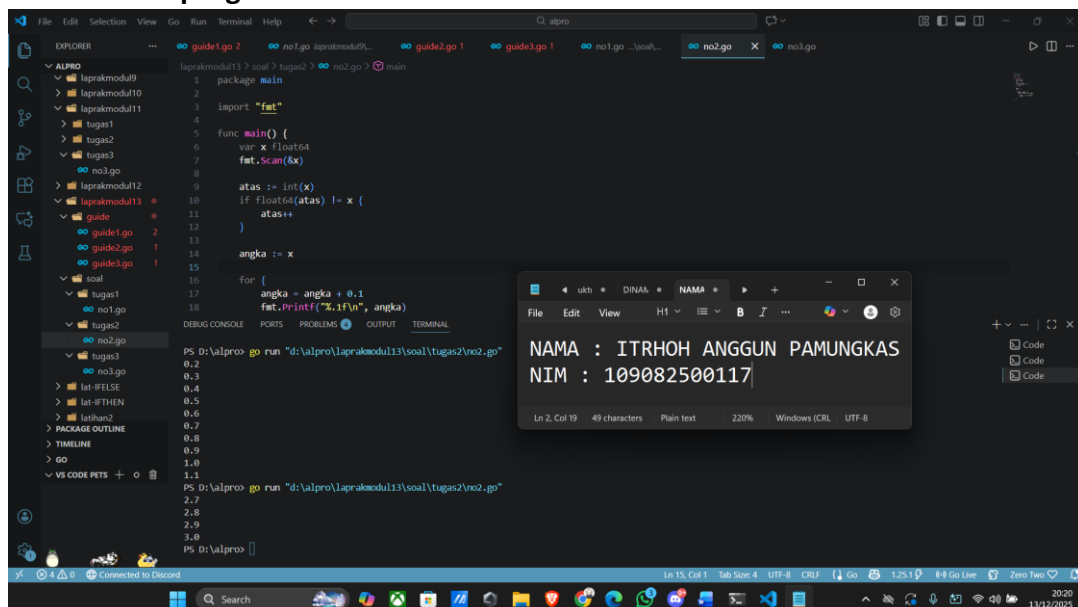 File Edit Selection View Go Run Terminal Help
alpro
EXPLORER
guide1.go 2
no1.go laprakmodul9\...
guide2.go 1
guide3.go 1
no1.go ...\soal\...
no2.go
no3.go
ALPRO
laprakmodul9
laprakmodul10
laprakmodul11
tugas1
tugas2
tugas3
no3.go
laprakmodul12
laprakmodul13
guide
guide1.go 2
guide2.go 1
guide3.go 1
soal
tugas1
no1.go
tugas2
no2.go
tugas3
no3.go
lat-IFELSE
lat-IFTHEN
latihan2
PACKAGE OUTLINE
TIMELINE
GO
VS CODE PETS
laprakmodul13 > soal > tugas2 > no2.go > main
1 package main
2
3 import "fmt"
4
5 func main() {
6 var x float64
7 fmt.Scan(&x)
8
9 atas := int(x)
10 if float64(atas) != x {
11 atas++
12 }
13
14 angka := x
15
16 for {
17 angka = angka + 0.1
18 fmt.Printf("%.1f\n", angka)
DEBUG CONSOLE PORTS PROBLEMS 4 OUTPUT TERMINAL
PS D:\alpro> go run "d:\alpro\laprakmodul13\soal\tugas2\no2.go"
0.2
0.3
0.4
0.5
0.6
0.7
0.8
0.9
1.0
1.1
PS D:\alpro> go run "d:\alpro\laprakmodul13\soal\tugas2\no2.go"
2.7
2.8
2.9
3.0
PS D:\alpro>
Code
Code
Code
ukti DINAN NAMA
File Edit View H1 B I
NAMA : ITRHOH ANGGUN PAMUNGKAS
NIM : 109082500117
Ln 2, Col 19 49 characters Plain text 220% Windows (CRL UTF-8
4 0 Connected to Discord
Ln 15, Col 1 Tab Size: 4 UTF-8 CRLF Go 1.25.1 Go Live Zero Two
Search
20:20
13/12/2025